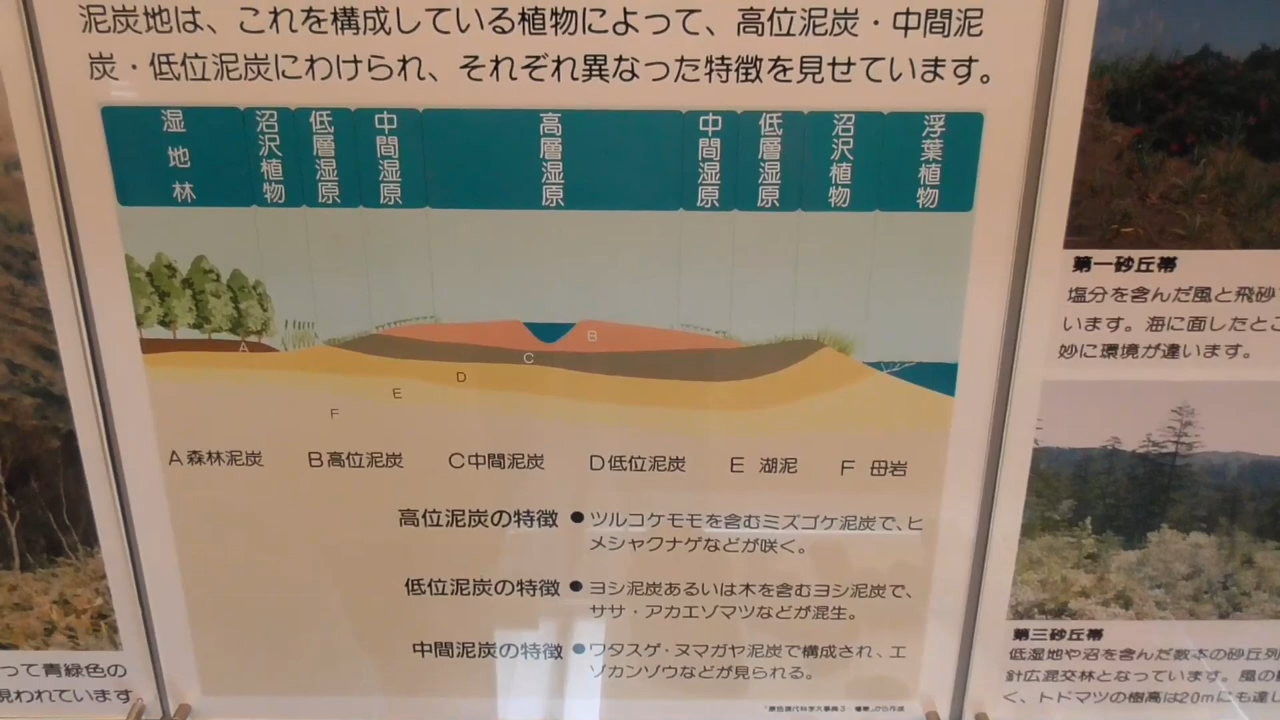 泥炭地は、これを構成している植物によって、高位泥炭・中間泥
炭・低位泥炭にわけられ、それぞれ異なった特徴を見せています。
湿地林
沼沢植物
低層湿原
中間湿原
高層湿原
中間湿原
低層湿原
沼沢植物
浮葉植物
A
B
C
D
E
F
A森林泥炭 B高位泥炭 C中間泥炭 D低位泥炭 E 湖泥 F 母岩
高位泥炭の特徴 ●ツルコケモモを含むミズゴケ泥炭で、ヒ
メシャクナゲなどが咲く。
低位泥炭の特徴 ●ヨシ泥炭あるいは木を含むヨシ泥炭で、
ササ・アカエゾマツなどが混生。
中間泥炭の特徴 ●ワタスゲ・ヌマガヤ泥炭で構成され、エ
ゾカンゾウなどが見られる。
って青緑色の
現われています。
第一砂丘帯
塩分を含んだ風と飛砂
います。海に面したとこ
妙に環境が違います。
第三砂丘帯
低湿地や沼を含んだ数本の砂丘列
針広混交林となっています。風の
く、トドマツの樹高は20mにも達し